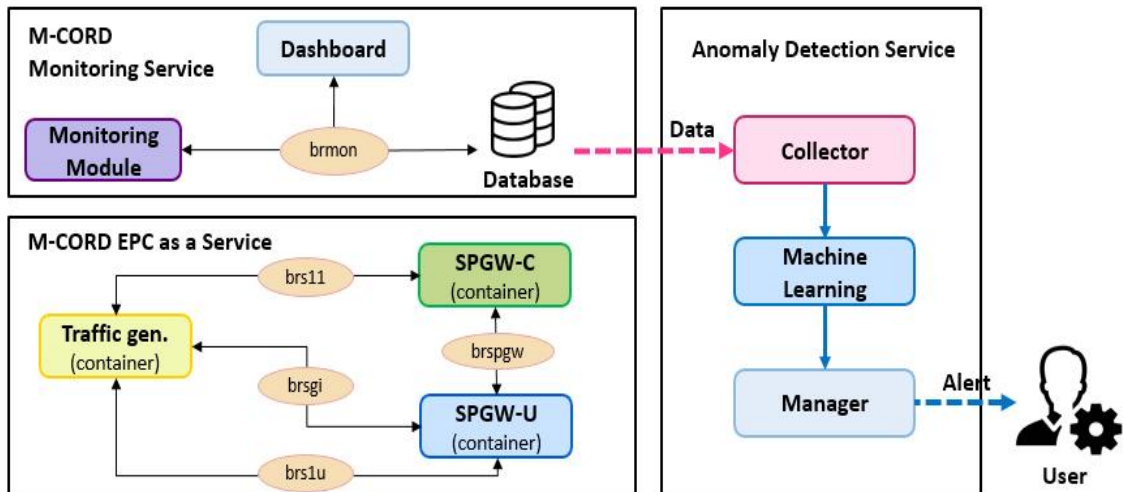 M-CORD
Monitoring Service
Dashboard
Monitoring
Module
brmon
Database
Data
Anomaly Detection Service
Collector
Machine
Learning
Manager
Alert
User
M-CORD EPC as a Service
brs11
SPGW-C
(container)
Traffic gen.
(container)
brspgw
brsgi
SPGW-U
(container)
brs1u